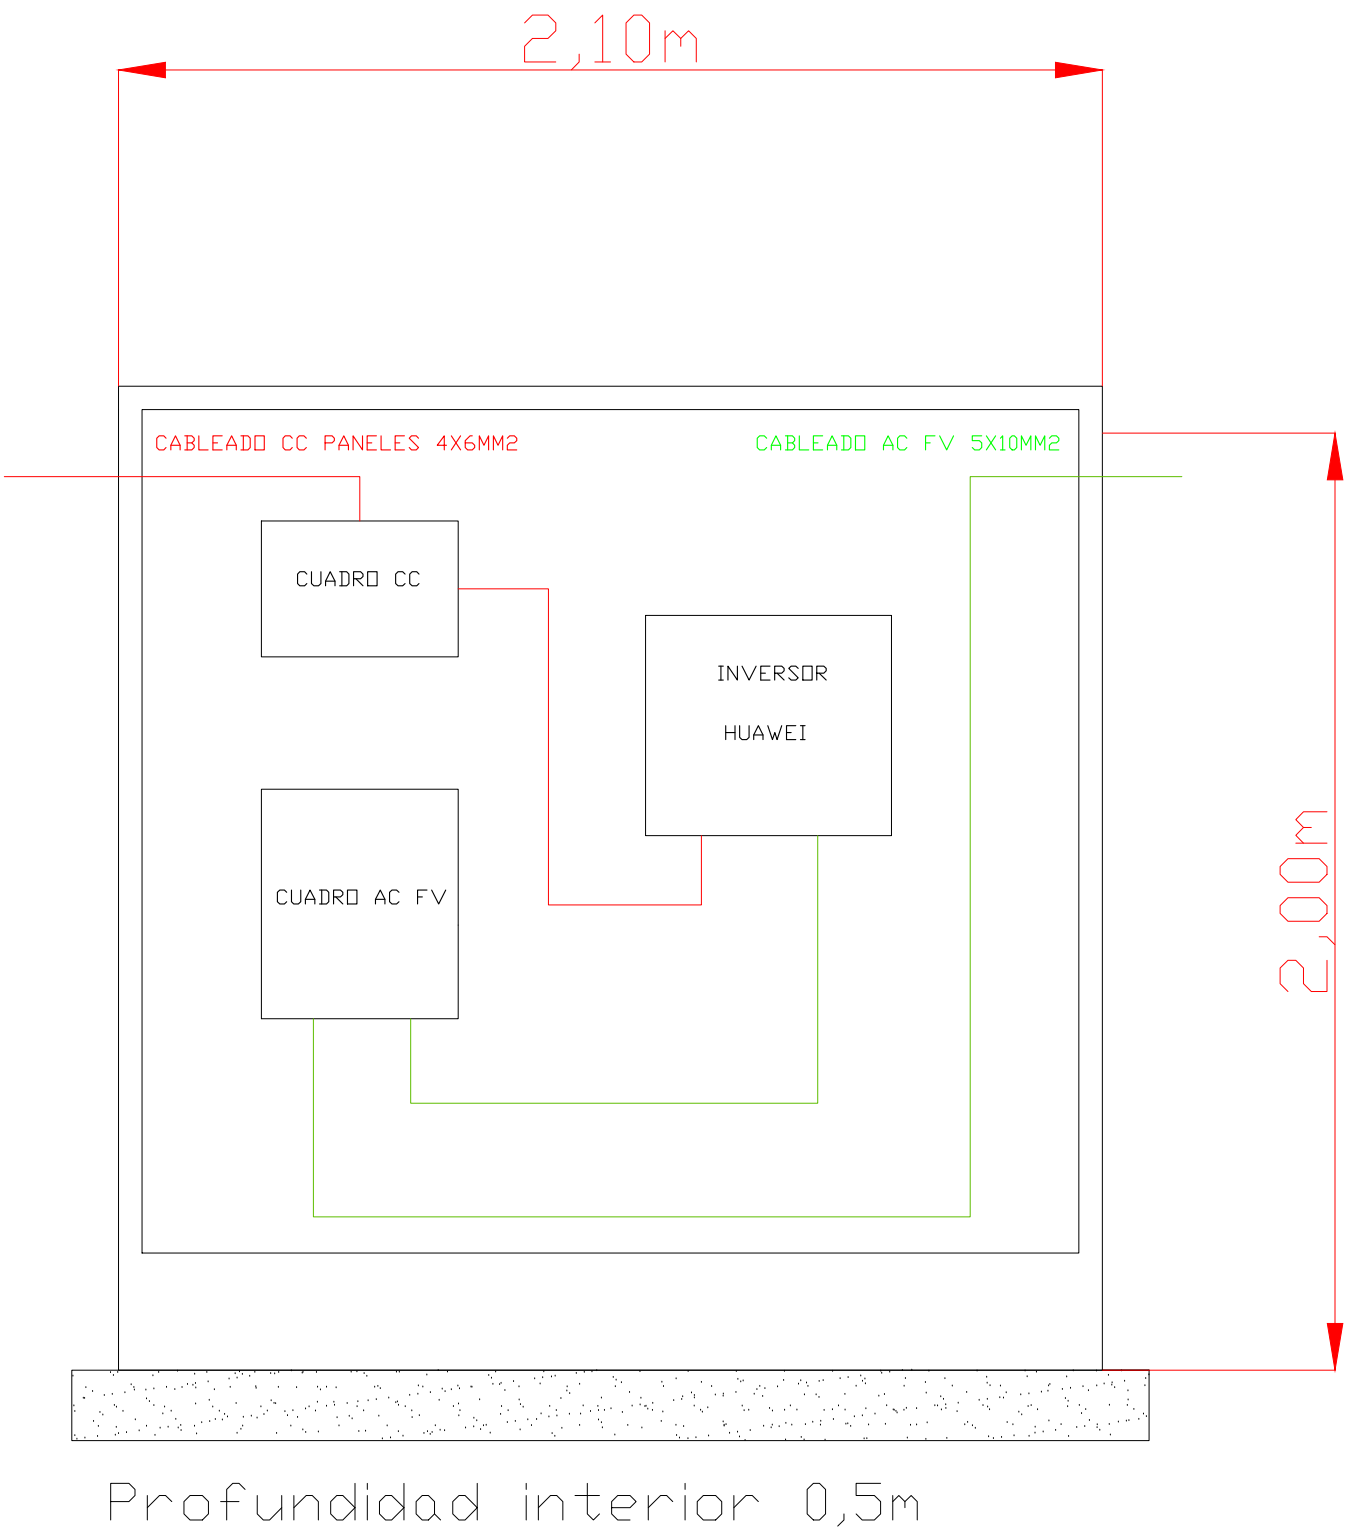 2,10m
CABLEADO CC PANELES 4X6MM2
CABLEADO AC FV 5X10MM2
CUADRO CC
INVERSOR
HUAWEI
CUADRO AC FV
2,00m
Profundidad interior 0,5m